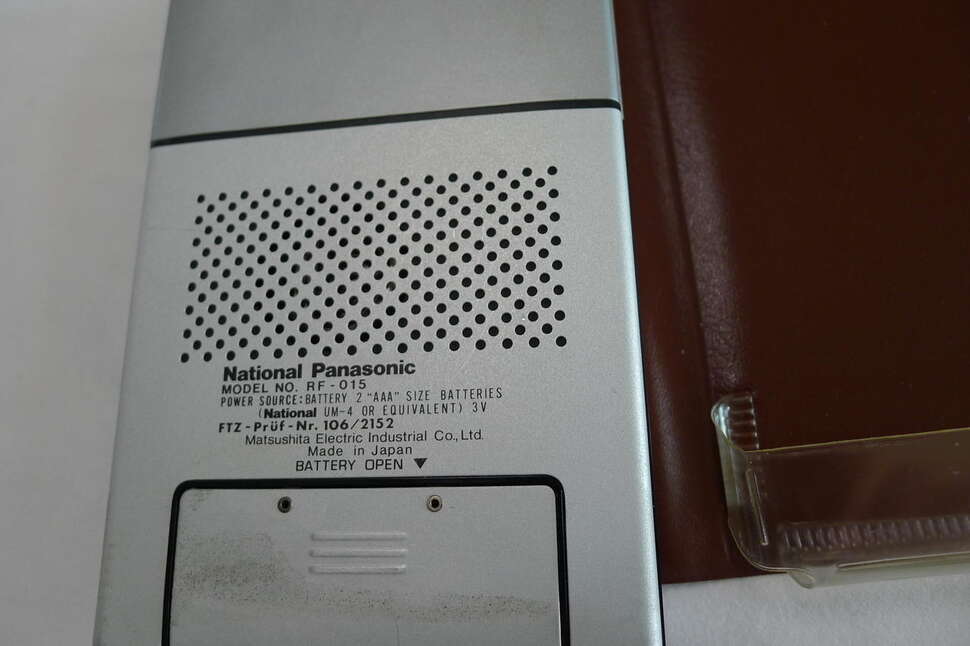 National Panasonic
MODEL NO. RF-015
POWER SOURCE: BATTERY 2 "AAA" SIZE BATTERIES
(National UM-4 OR EQUIVALENT) 3V
FTZ-Prüf-Nr. 106/2152
Matsushita Electric Industrial Co., Ltd.
Made in Japan
BATTERY OPEN ▼